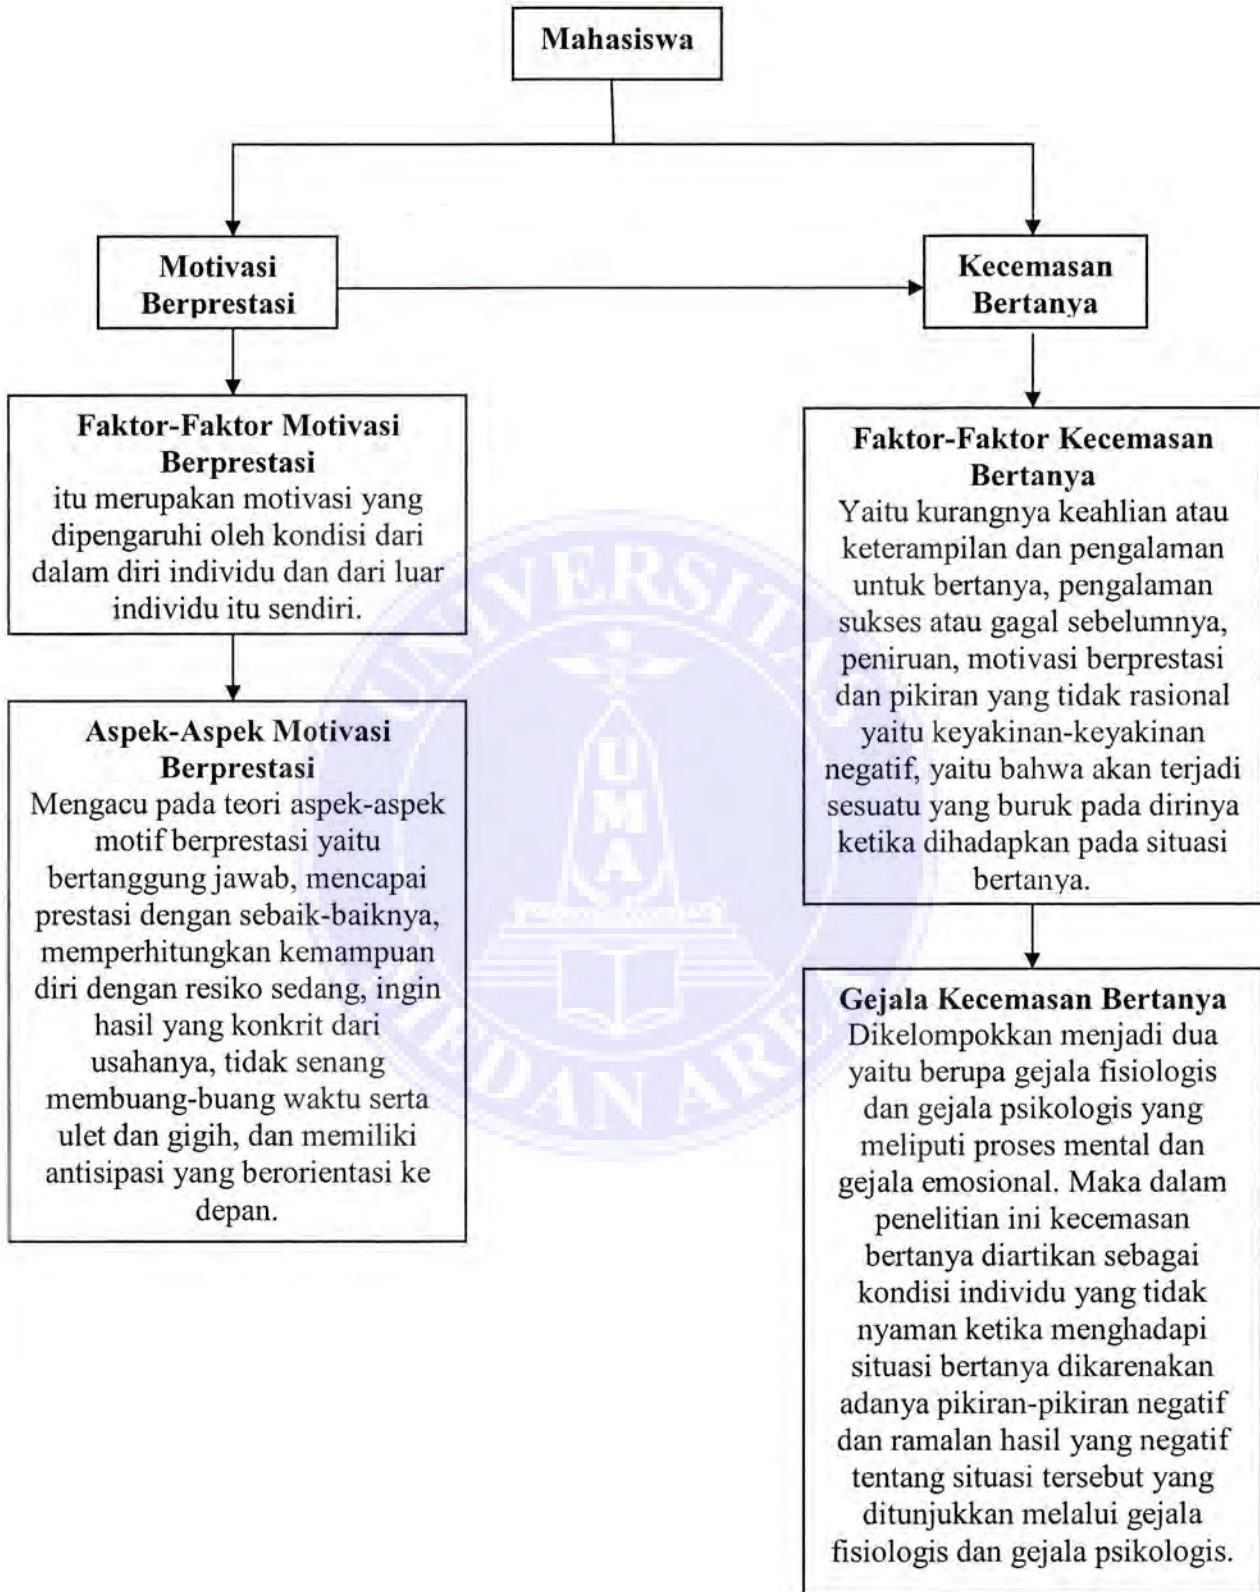 Mahasiswa
Motivasi
Berprestasi
Kecemasan
Bertanya
Faktor-Faktor Motivasi
Berprestasi
itu merupakan motivasi yang
dipengaruhi oleh kondisi dari
dalam diri individu dan dari luar
individu itu sendiri.
Aspek-Aspek Motivasi
Berprestasi
Mengacu pada teori aspek-aspek
motif berprestasi yaitu
bertanggung jawab, mencapai
prestasi dengan sebaik-baiknya,
memperhitungkan kemampuan
diri dengan resiko sedang, ingin
hasil yang konkrit dari
usahanya, tidak senang
membuang-buang waktu serta
ulet dan gigih, dan memiliki
antisipasi yang berorientasi ke
depan.
Faktor-Faktor Kecemasan
Bertanya
Yaitu kurangnya keahlian atau
keterampilan dan pengalaman
untuk bertanya, pengalaman
sukses atau gagal sebelumnya,
peniruan, motivasi berprestasi
dan pikiran yang tidak rasional
yaitu keyakinan-keyakinan
negatif, yaitu bahwa akan terjadi
sesuatu yang buruk pada dirinya
ketika dihadapkan pada situasi
bertanya.
Gejala Kecemasan Bertanya
Dikelompokkan menjadi dua
yaitu berupa gejala fisiologis
dan gejala psikologis yang
meliputi proses mental dan
gejala emosional. Maka dalam
penelitian ini kecemasan
bertanya diartikan sebagai
kondisi individu yang tidak
nyaman ketika menghadapi
situasi bertanya dikarenakan
adanya pikiran-pikiran negatif
dan ramalan hasil yang negatif
tentang situasi tersebut yang
ditunjukkan melalui gejala
fisiologis dan gejala psikologis.
UNIVERSITAS
UMA
MEDAN AREA